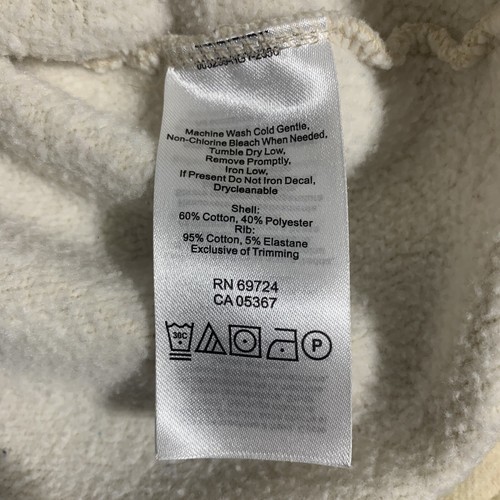 Machine Wash Cold Gentle,
Non-Chlorine Bleach When Needed,
Tumble Dry Low,
Remove Promptly,
Iron Low,
If Present Do Not Iron Decal,
Drycleanable
Shell:
60% Cotton, 40% Polyester
Rib:
95% Cotton, 5% Elastane
Exclusive of Trimming
RN 69724
CA 05367
30C
P